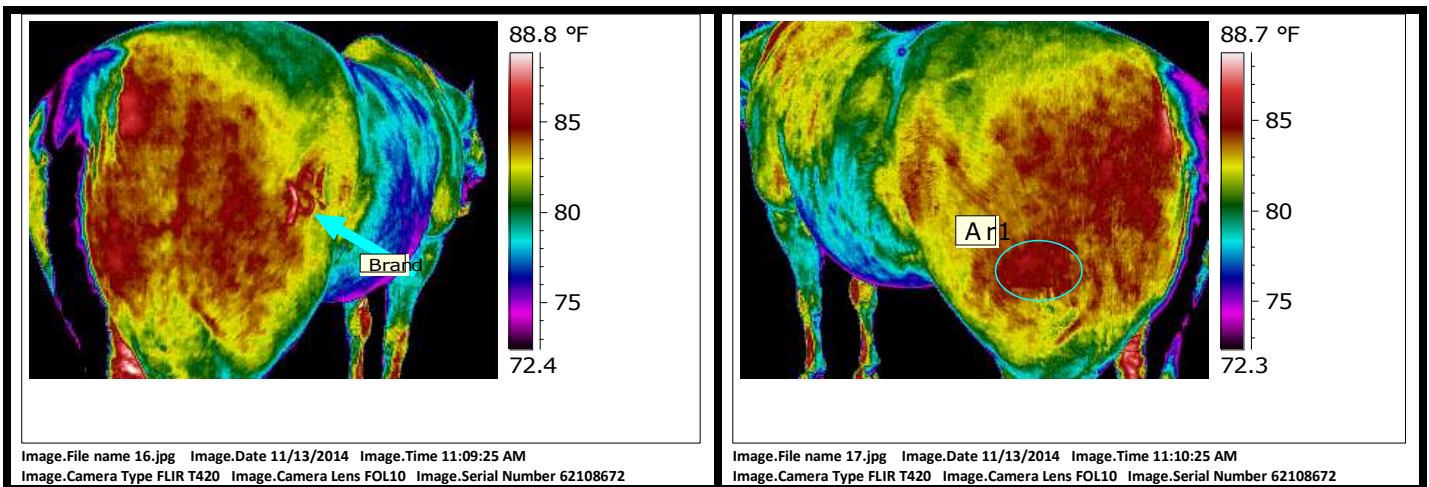 88.8 °F
85
80
75
72.4
Brand
Image.File name 16.jpg Image.Date 11/13/2014 Image.Time 11:09:25 AM
Image.Camera Type FLIR T420 Image.Camera Lens FOL10 Image.Serial Number 62108672
88.7 °F
85
80
75
72.3
Ar1
Image.File name 17.jpg Image.Date 11/13/2014 Image.Time 11:10:25 AM
Image.Camera Type FLIR T420 Image.Camera Lens FOL10 Image.Serial Number 62108672